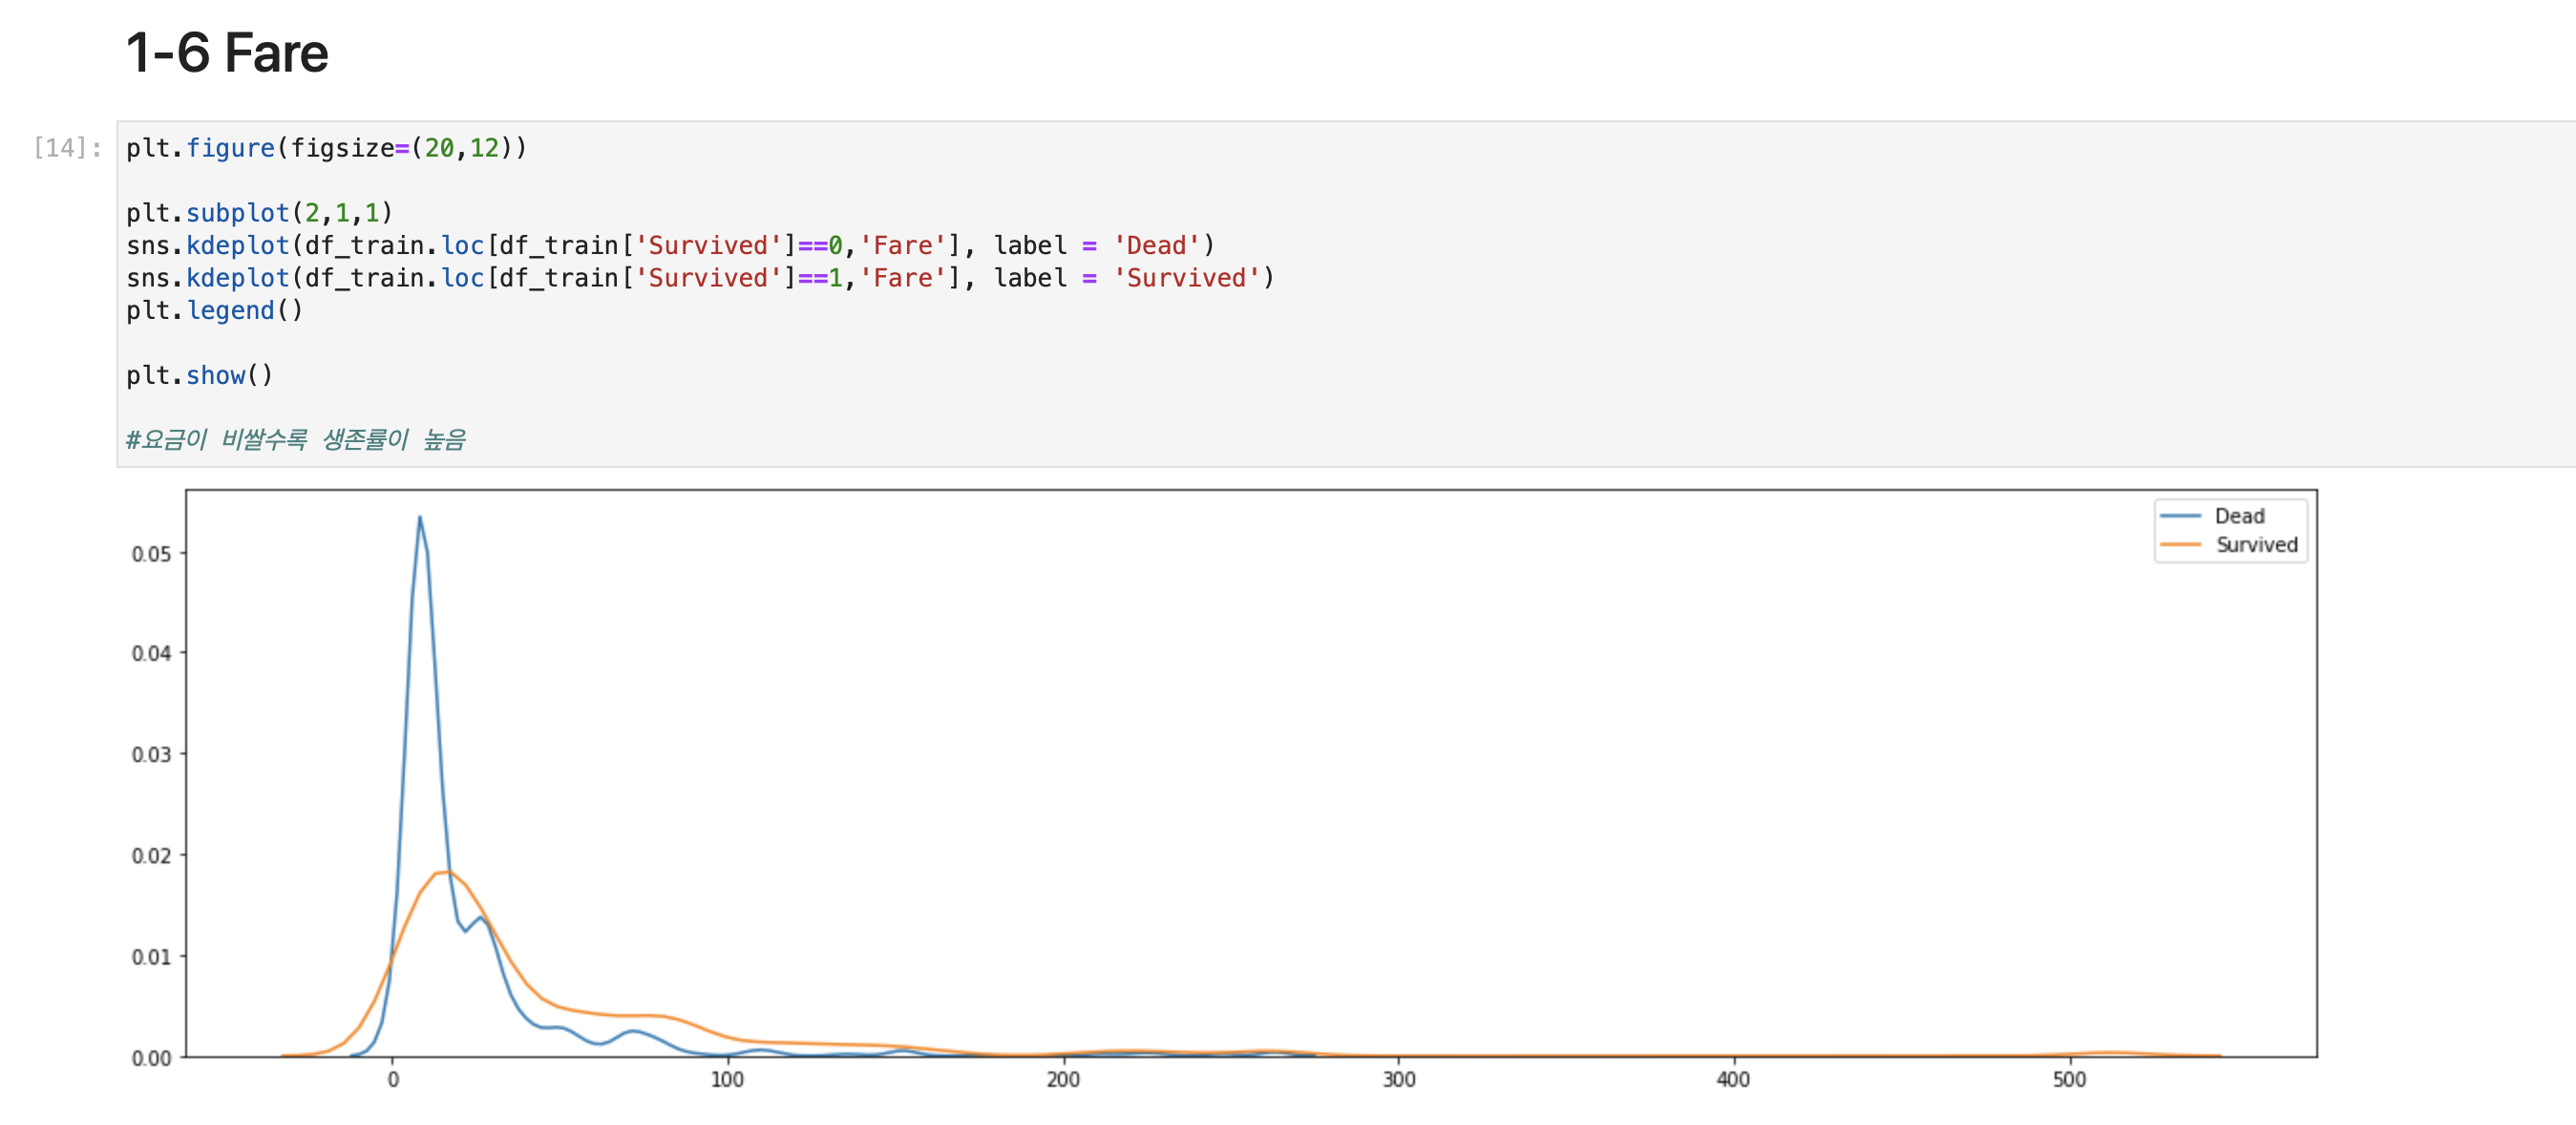 1-6 Fare
[14]:
plt.figure(figsize=(20,12))
plt.subplot(2,1,1)
sns.kdeplot(df_train.loc[df_train['Survived']==0,'Fare'], label = 'Dead')
sns.kdeplot(df_train.loc[df_train['Survived']==1,'Fare'], label = 'Survived')
plt.legend()
plt.show()
#요금이 비쌀수록 생존률이 높음
Dead
Survived
0.05
0.04
0.03
0.02
0.01
0.00
0 100 200 300 400 500